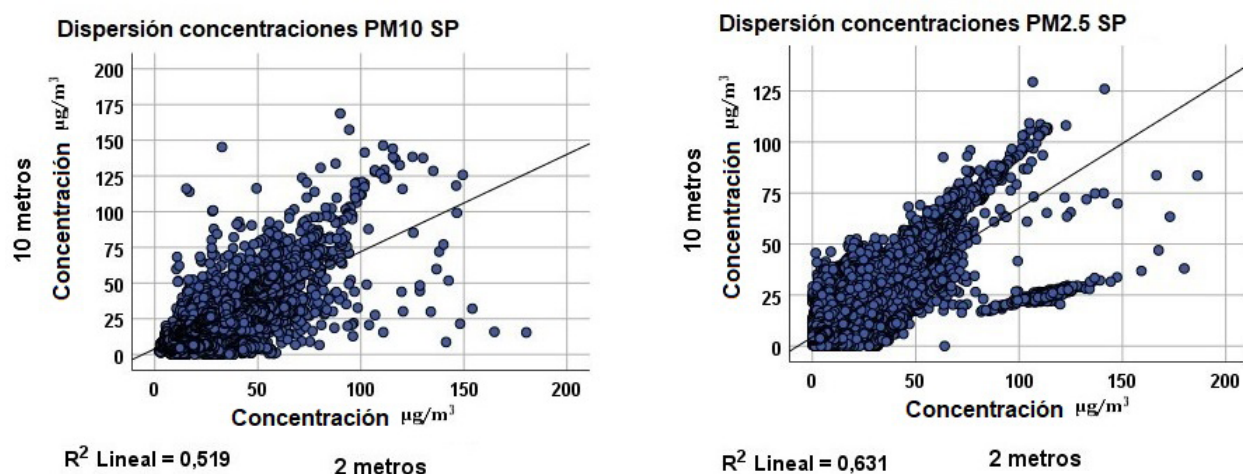 Dispersión concentraciones PM10 SP
200
175
150
125
100
75
50
25
0
10 metros
Concentración µg/m³
0 50 100 150 200
Concentración µg/m³
R² Lineal = 0,519
2 metros
Dispersión concentraciones PM2.5 SP
125
100
75
50
25
0
10 metros
Concentración µg/m³
0 50 100 150 200
Concentración µg/m³
R² Lineal = 0,631
2 metros